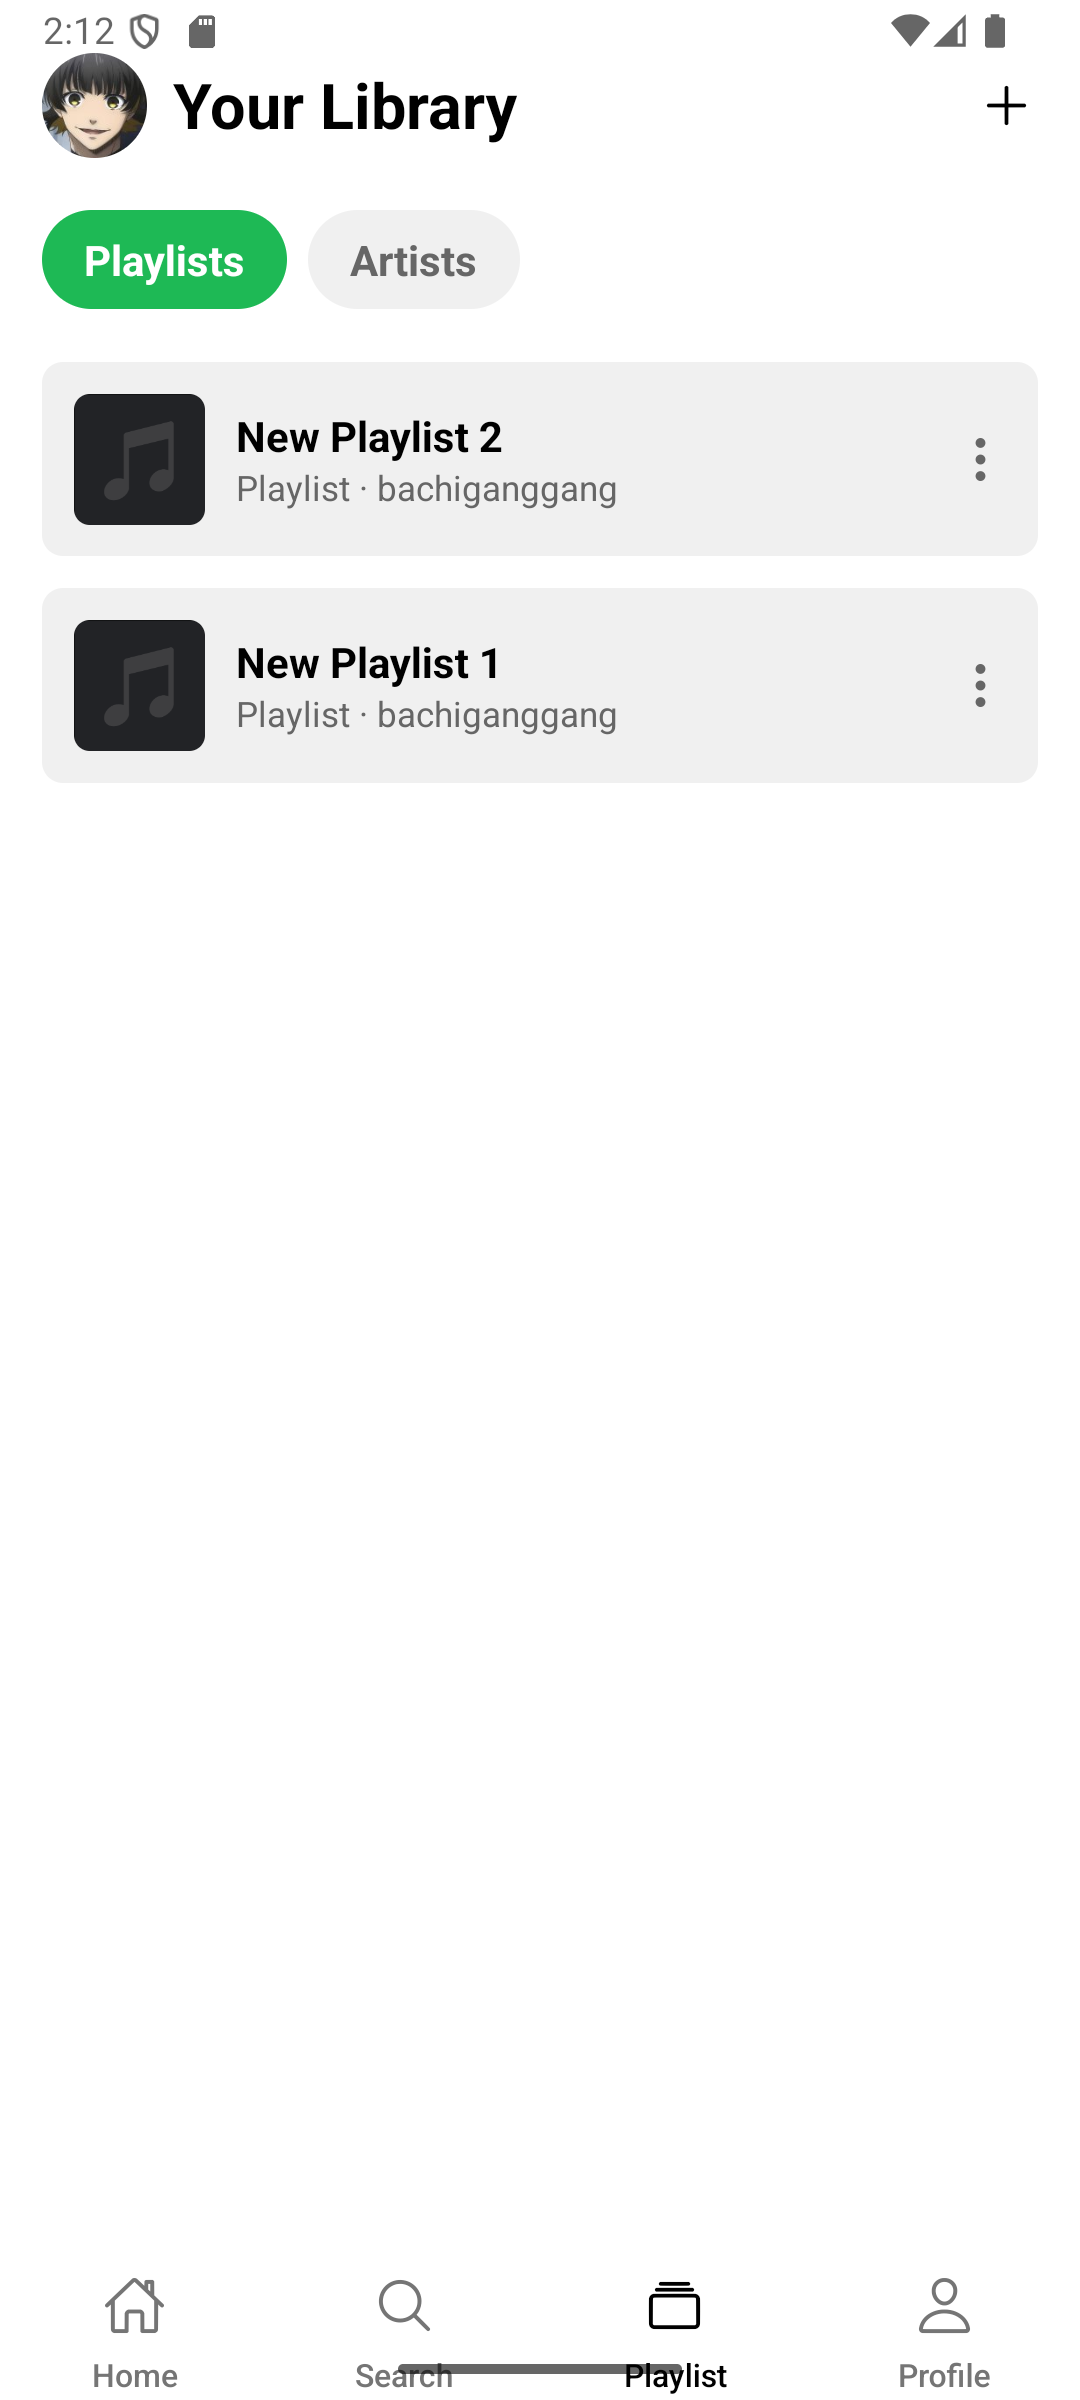 2:12
Your Library
Playlists
Artists
New Playlist 2
Playlist · bachiganggang
New Playlist 1
Playlist · bachiganggang
Home
Search
Playlist
Profile